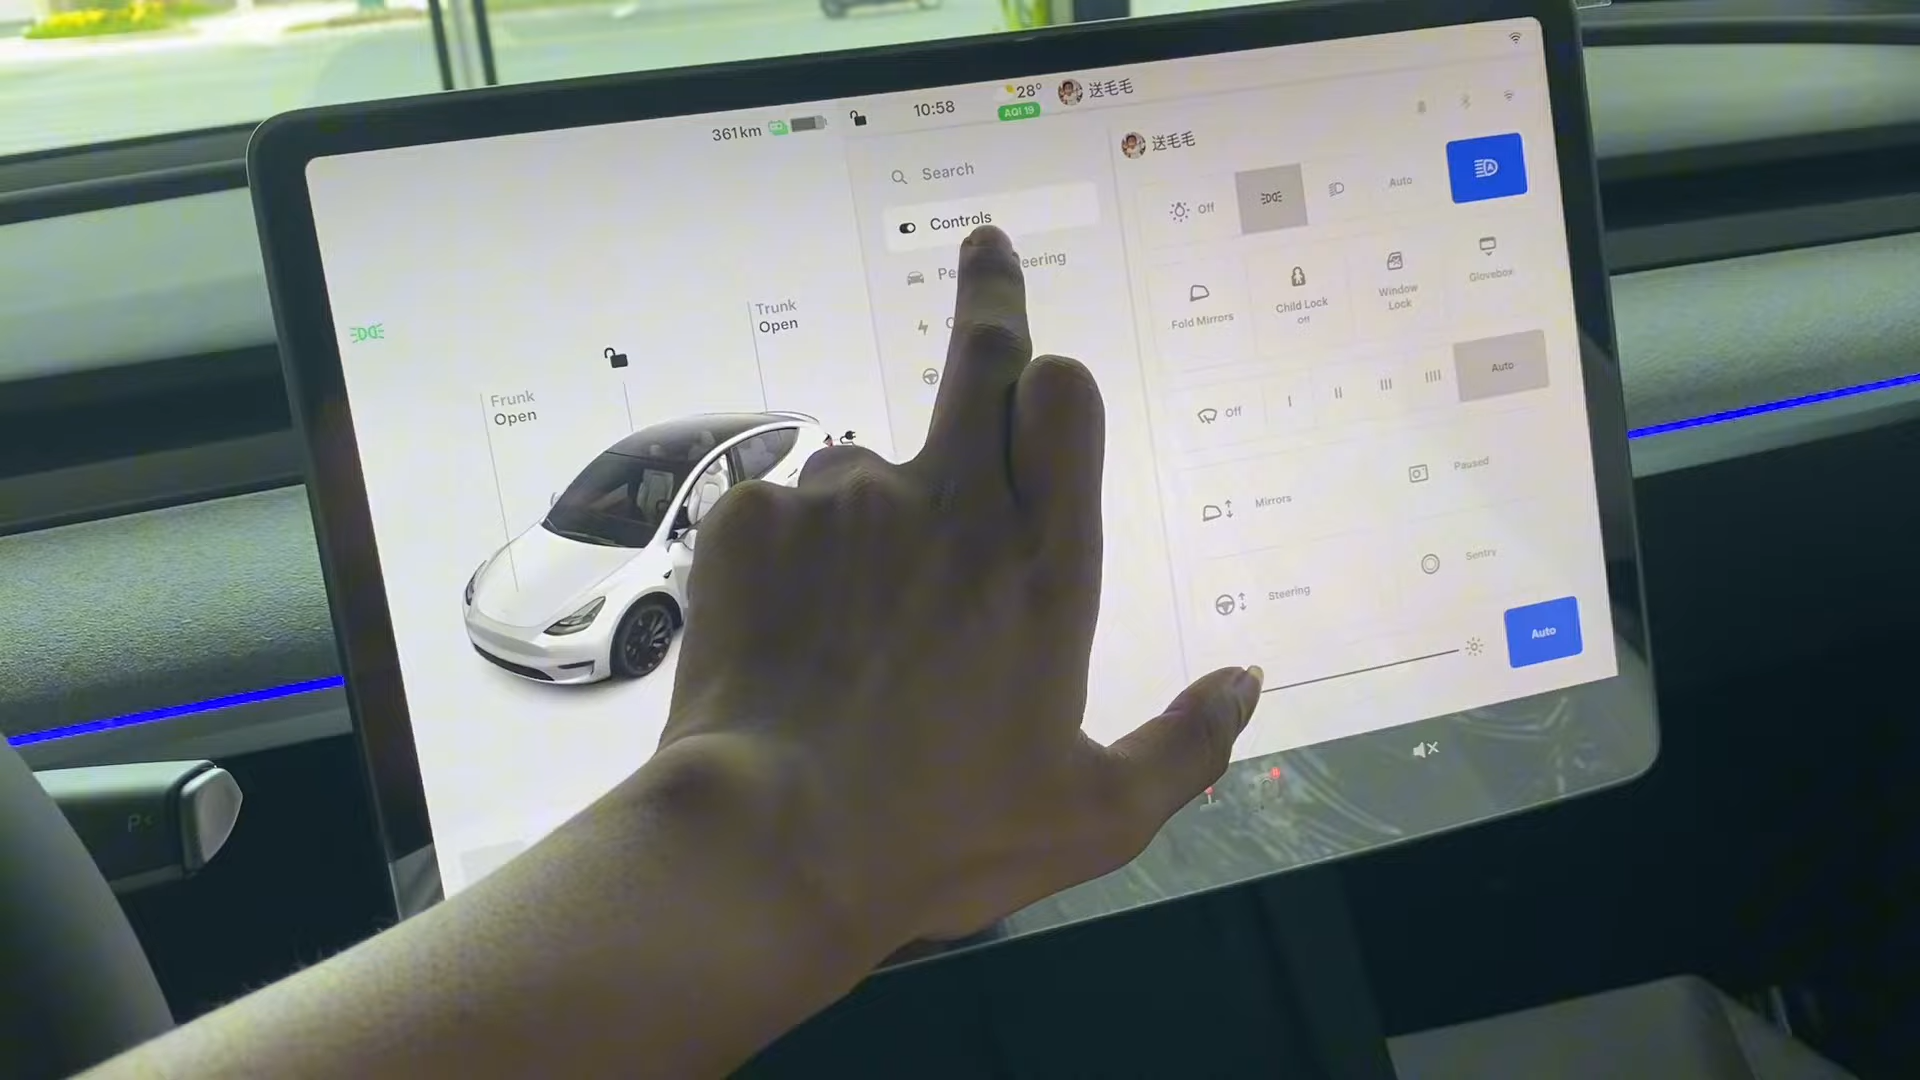 361km
10:58
28°
AQI 19
送毛毛
Search
Controls
Pe
eering
Trunk
Open
Frunk
Open
送毛毛
Off
Auto
Fold Mirrors
Child Lock
Off
Window
Lock
Glovebox
Off
Auto
Mirrors
Paused
Steering
Sentry
Auto
P<